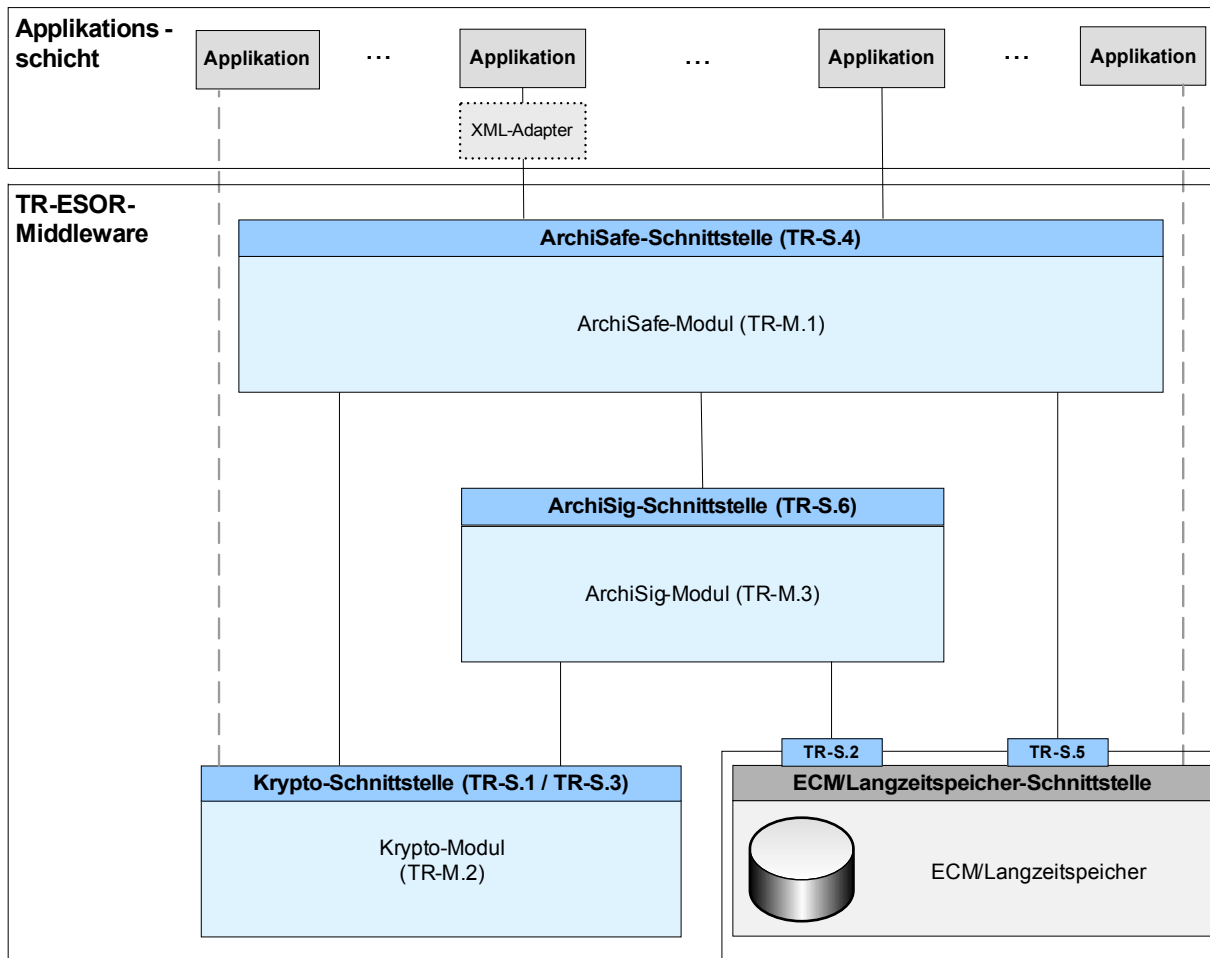 Applikations -
schicht
Applikation
...
Applikation
...
Applikation
...
Applikation
XML-Adapter
TR-ESOR-
Middleware
ArchiSafe-Schnittstelle (TR-S.4)
ArchiSafe-Modul (TR-M.1)
ArchiSig-Schnittstelle (TR-S.6)
ArchiSig-Modul (TR-M.3)
TR-S.2
TR-S.5
Krypto-Schnittstelle (TR-S.1 / TR-S.3)
ECM/Langzeitspeicher-Schnittstelle
Krypto-Modul
(TR-M.2)
ECM/Langzeitspeicher